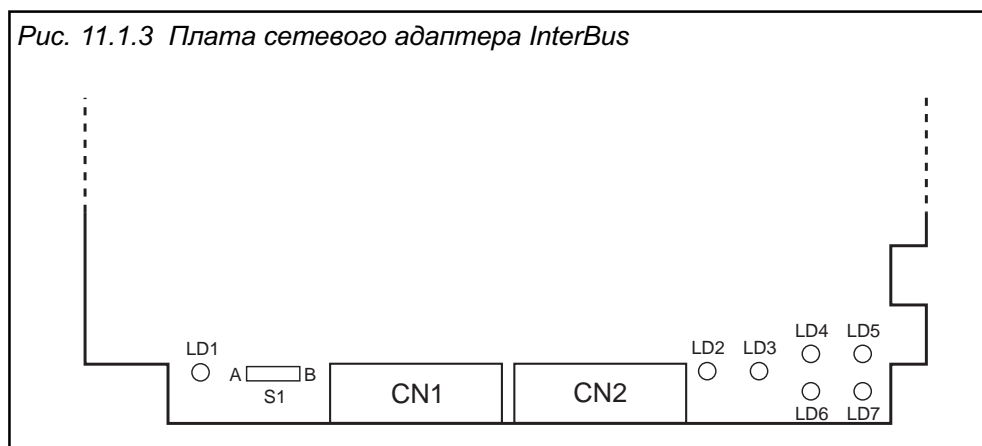 Рис. 11.1.3 Плата сетевого адаптера InterBus
LD4 LD5
LD1
LD2 LD3
A B
S1
CN1
CN2
LD6 LD7